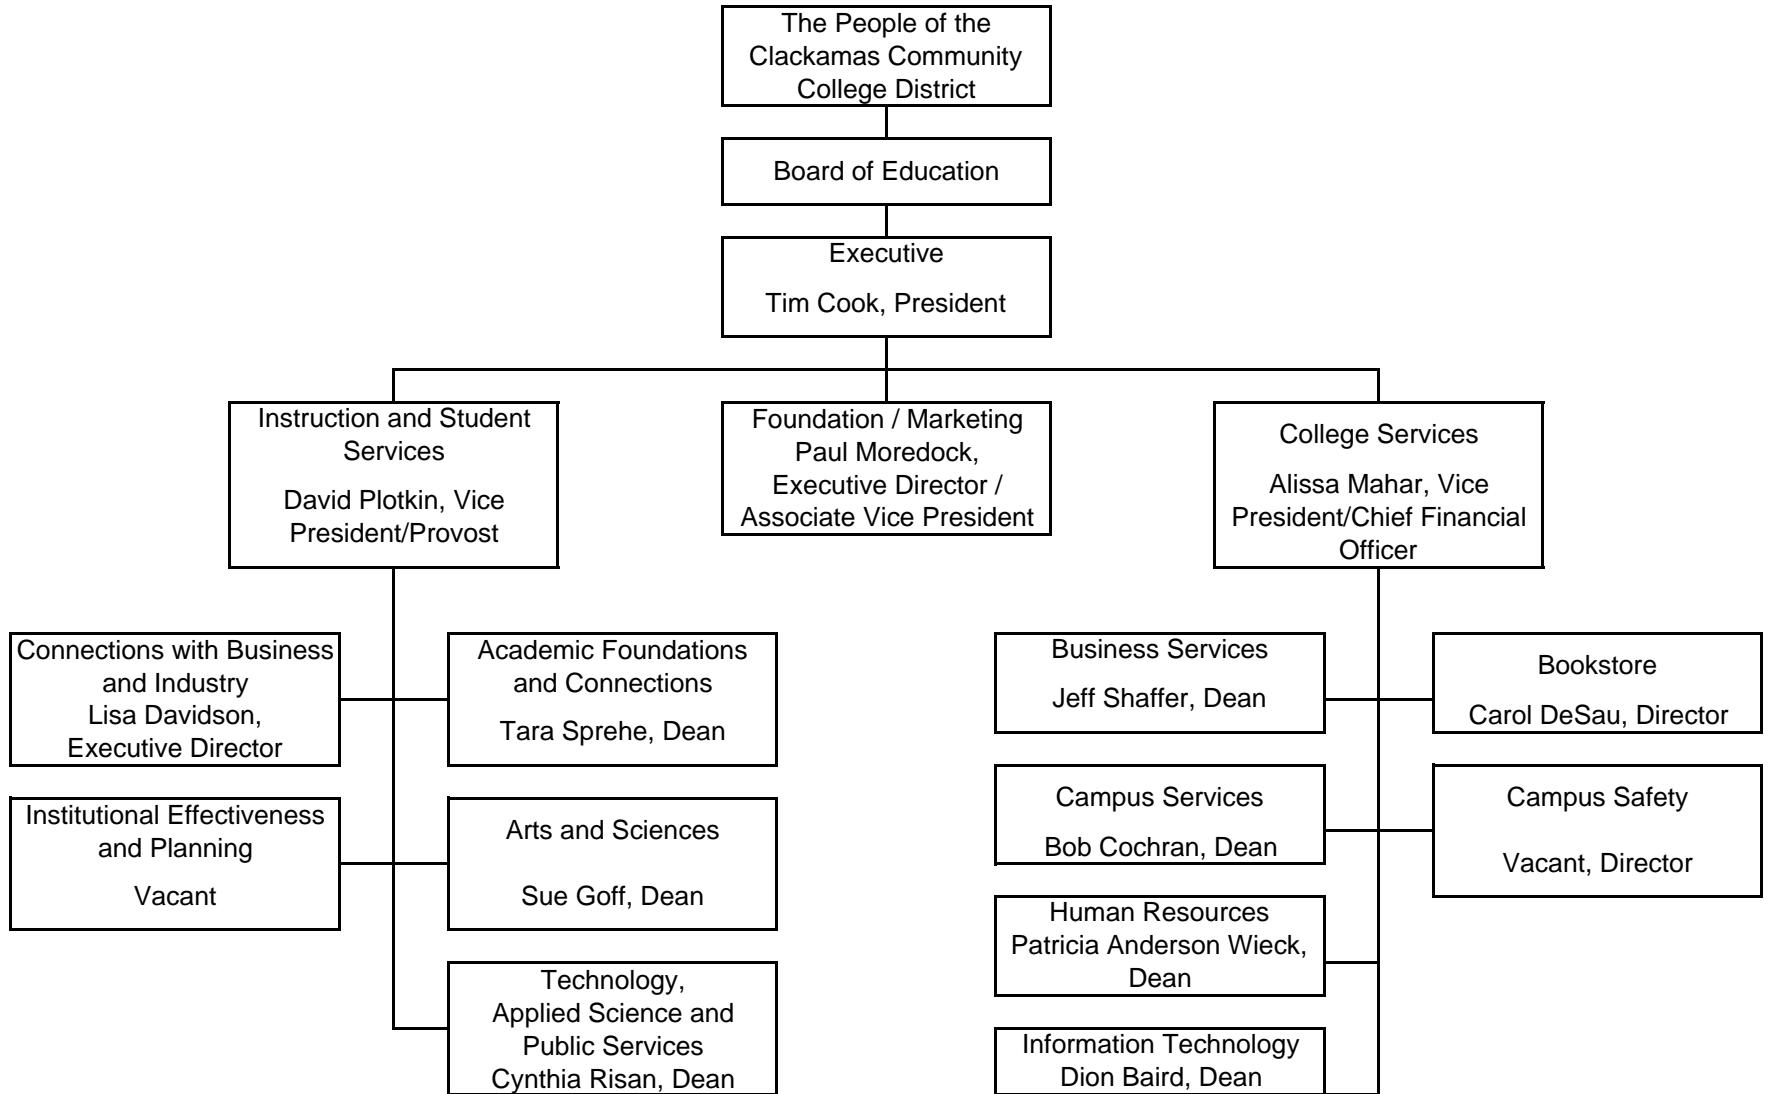 The People of the
Clackamas Community
College District
Board of Education
Executive
Tim Cook, President
Instruction and Student
Services
David Plotkin, Vice
President/Provost
Foundation / Marketing
Paul Moredock,
Executive Director /
Associate Vice President
College Services
Alissa Mahar, Vice
President/Chief Financial
Officer
Connections with Business
and Industry
Lisa Davidson,
Executive Director
Academic Foundations
and Connections
Tara Sprehe, Dean
Business Services
Jeff Shaffer, Dean
Bookstore
Carol DeSau, Director
Institutional Effectiveness
and Planning
Vacant
Arts and Sciences
Sue Goff, Dean
Campus Services
Bob Cochran, Dean
Campus Safety
Vacant, Director
Technology,
Applied Science and
Public Services
Cynthia Risan, Dean
Human Resources
Patricia Anderson Wieck,
Dean
Information Technology
Dion Baird, Dean